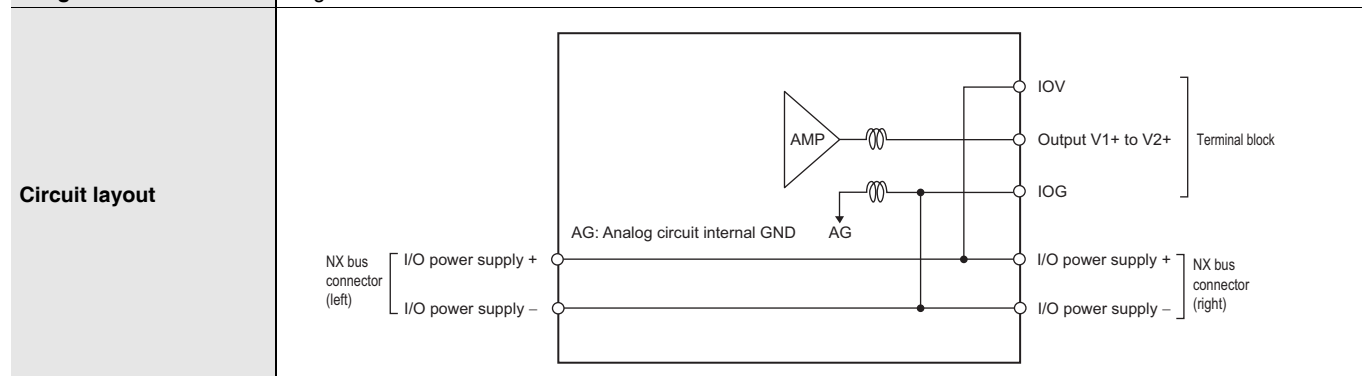 Circuit layout
IOV
AMP
Output V1+ to V2+
Terminal block
IOG
AG: Analog circuit internal GND
AG
NX bus
connector
(left)
I/O power supply +
I/O power supply –
I/O power supply +
I/O power supply –
NX bus
connector
(right)